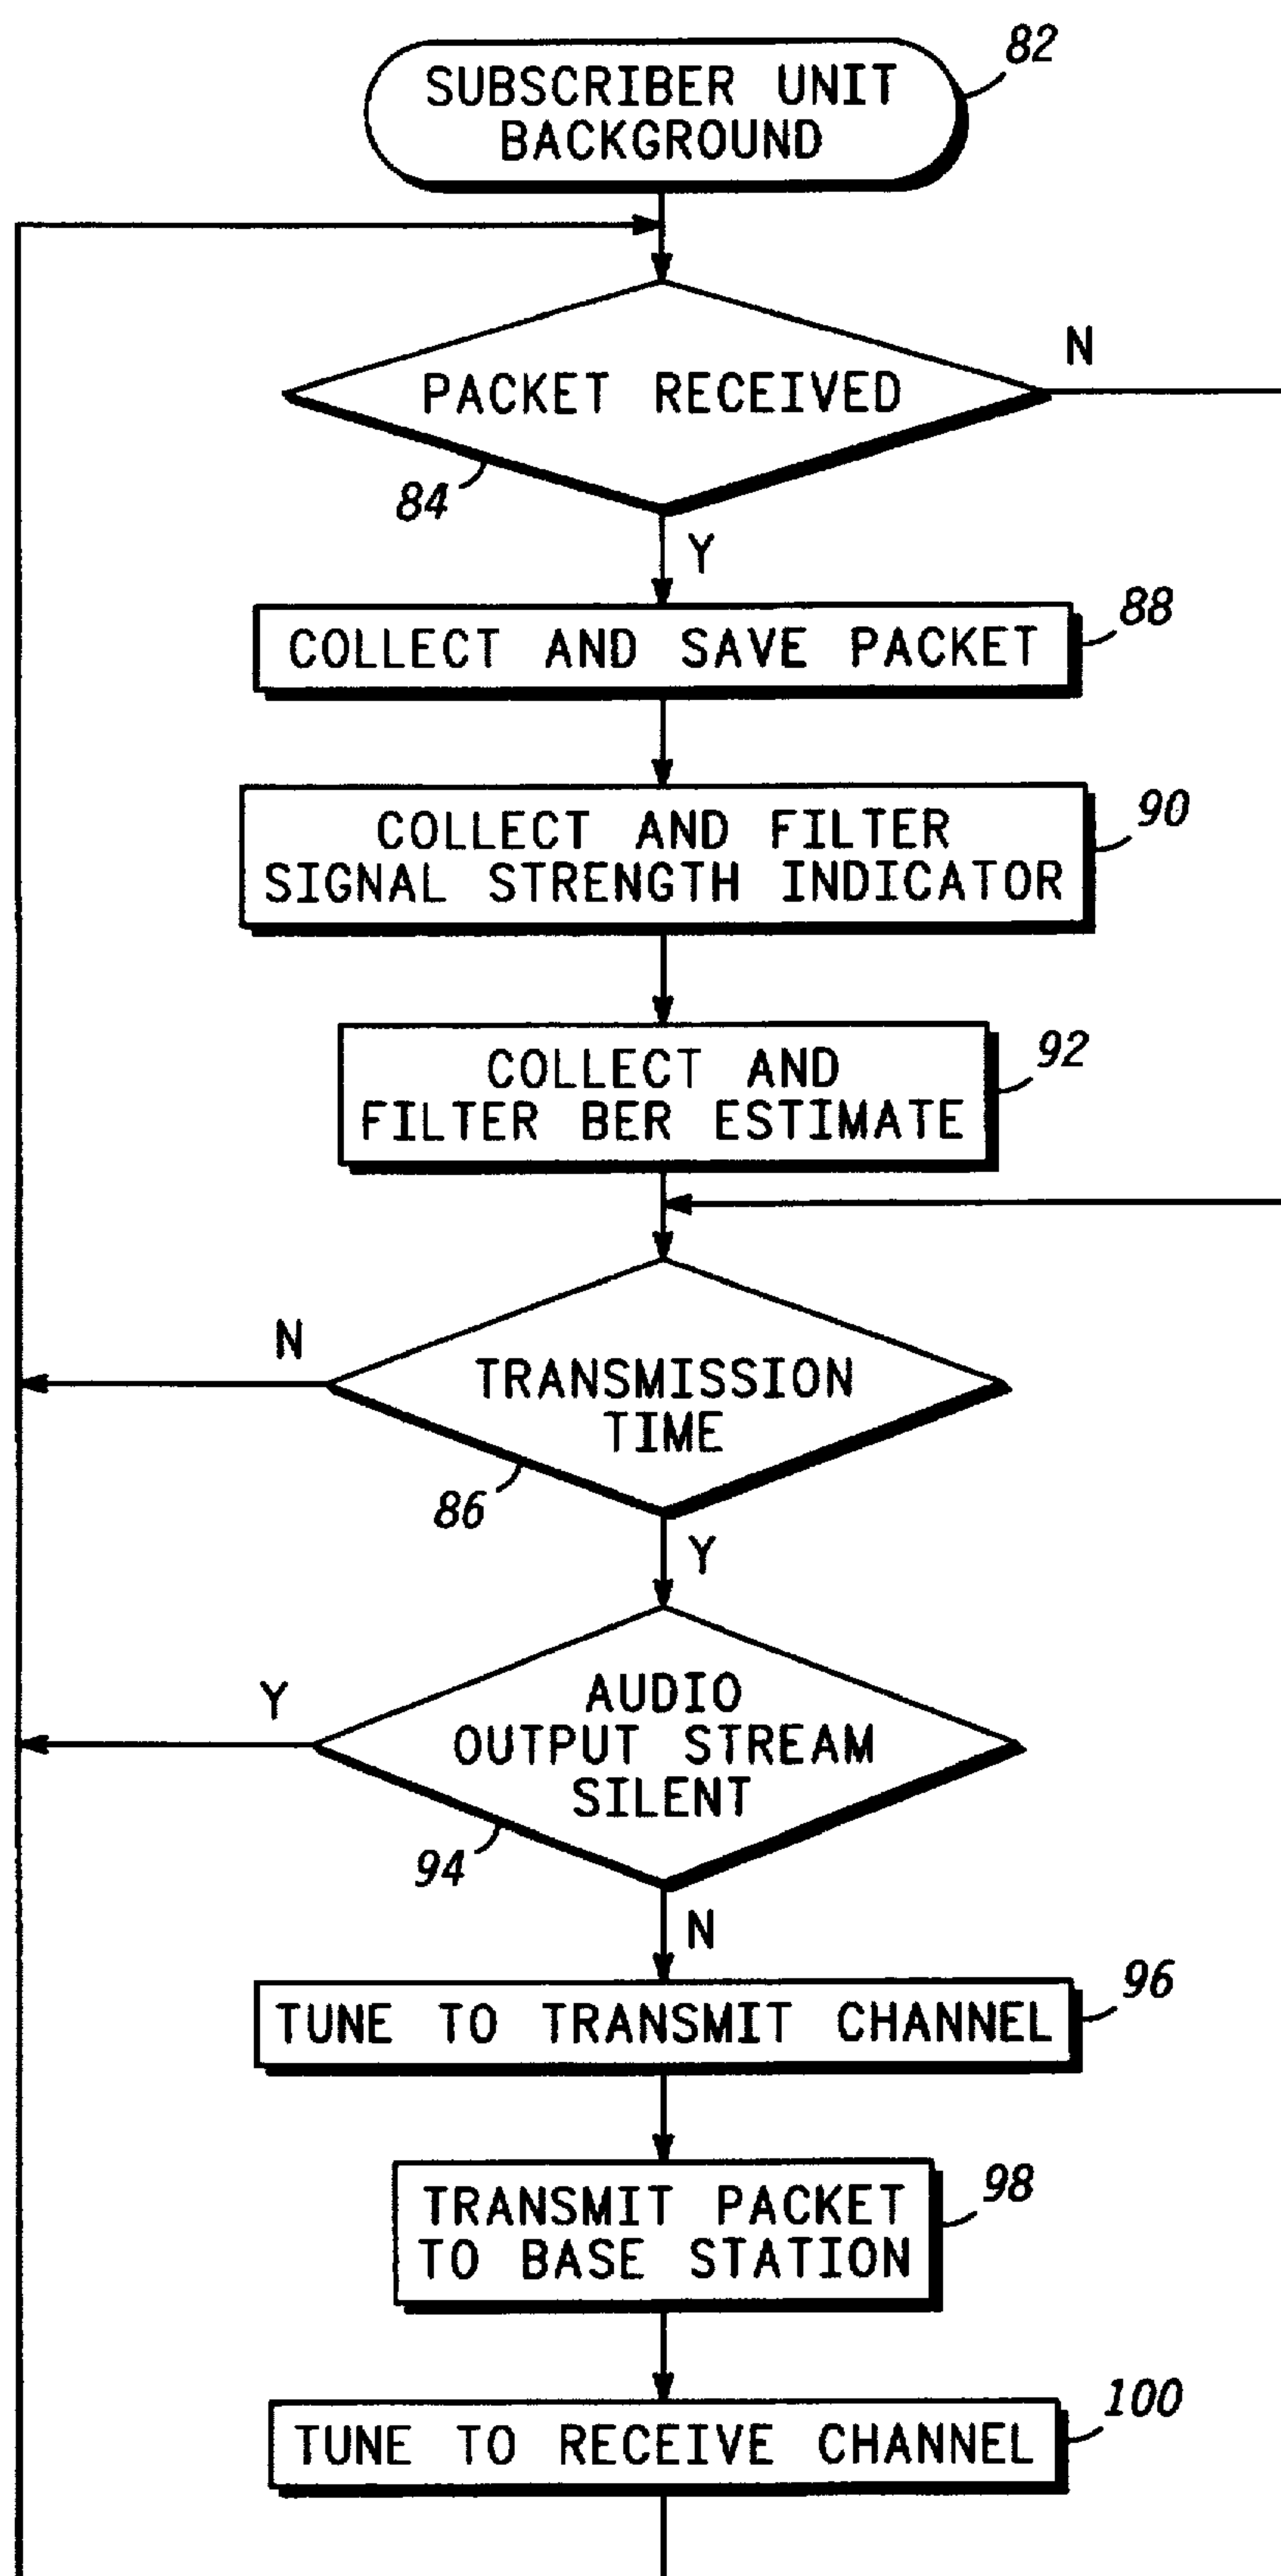 82
SUBSCRIBER UNIT
BACKGROUND
N
PACKET RECEIVED
84
Y
88
COLLECT AND SAVE PACKET
90
COLLECT AND FILTER
SIGNAL STRENGTH INDICATOR
92
COLLECT AND
FILTER BER ESTIMATE
N
TRANSMISSION
TIME
86
Y
Y
AUDIO
OUTPUT STREAM
SILENT
94
N
96
TUNE TO TRANSMIT CHANNEL
98
TRANSMIT PACKET
TO BASE STATION
100
TUNE TO RECEIVE CHANNEL